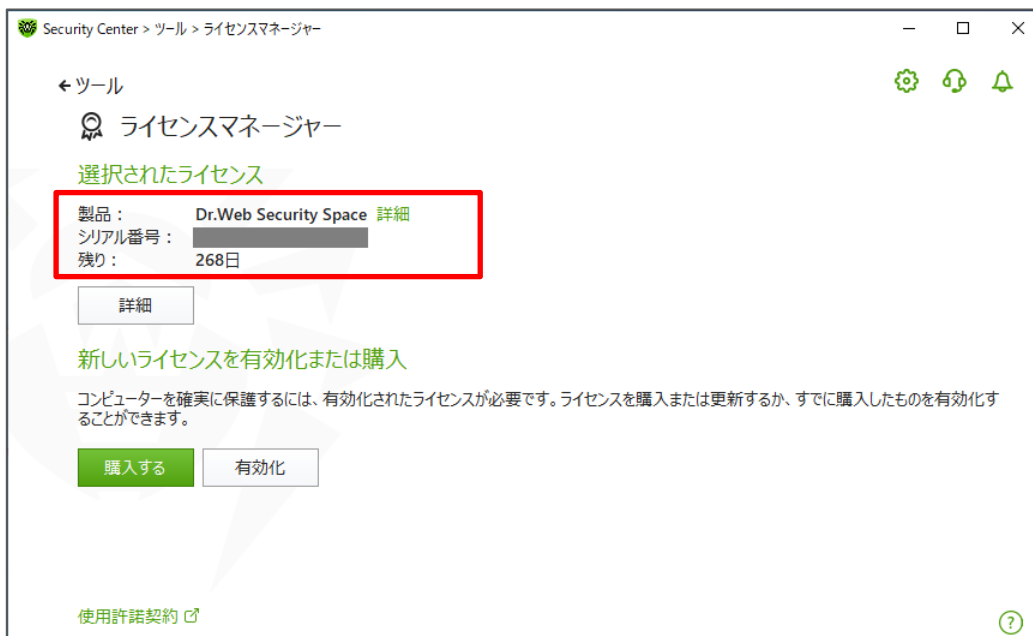 Security Center > ツール > ライセンスマネージャー
ツール
ライセンスマネージャー
選択されたライセンス
製品： Dr.Web Security Space 詳細
シリアル番号：
残り： 268日
詳細
新しいライセンスを有効化または購入
コンピューターを確実に保護するには、有効化されたライセンスが必要です。ライセンスを購入または更新するか、すでに購入したものを有効化す
ることができます。
購入する 有効化
使用許諾契約